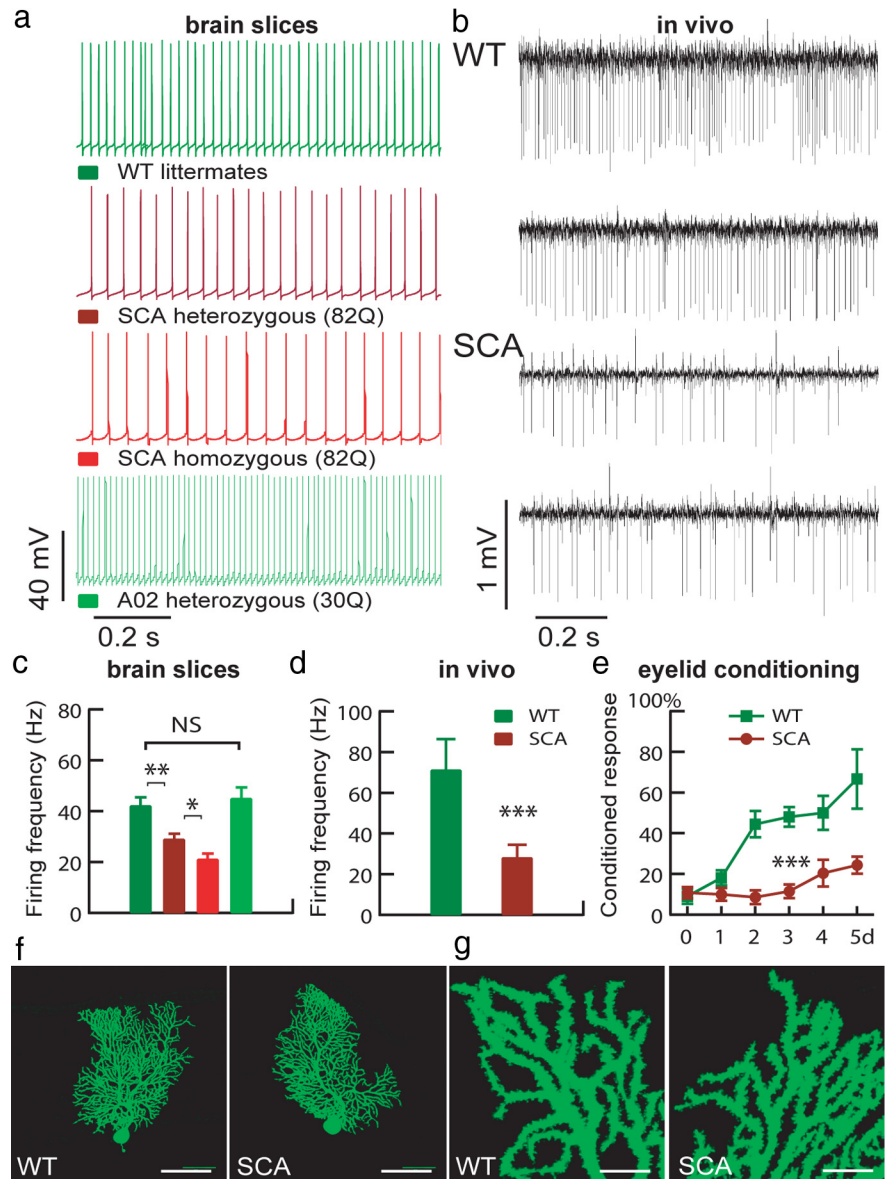 a
brain slices
WT littermates
SCA heterozygous (82Q)
SCA homozygous (82Q)
40 mV
A02 heterozygous (30Q)
0.2 s
b
in vivo
WT
SCA
1 mV
0.2 s
c
brain slices
Firing frequency (Hz)
80
60
40
20
0
NS
**
*
d
in vivo
Firing frequency (Hz)
100
80
60
40
20
0
WT
SCA
***
e
eyelid conditioning
Conditioned response
100%
80
60
40
20
0
WT
SCA
***
0 1 2 3 4 5d
f
WT
SCA
g
WT
SCA